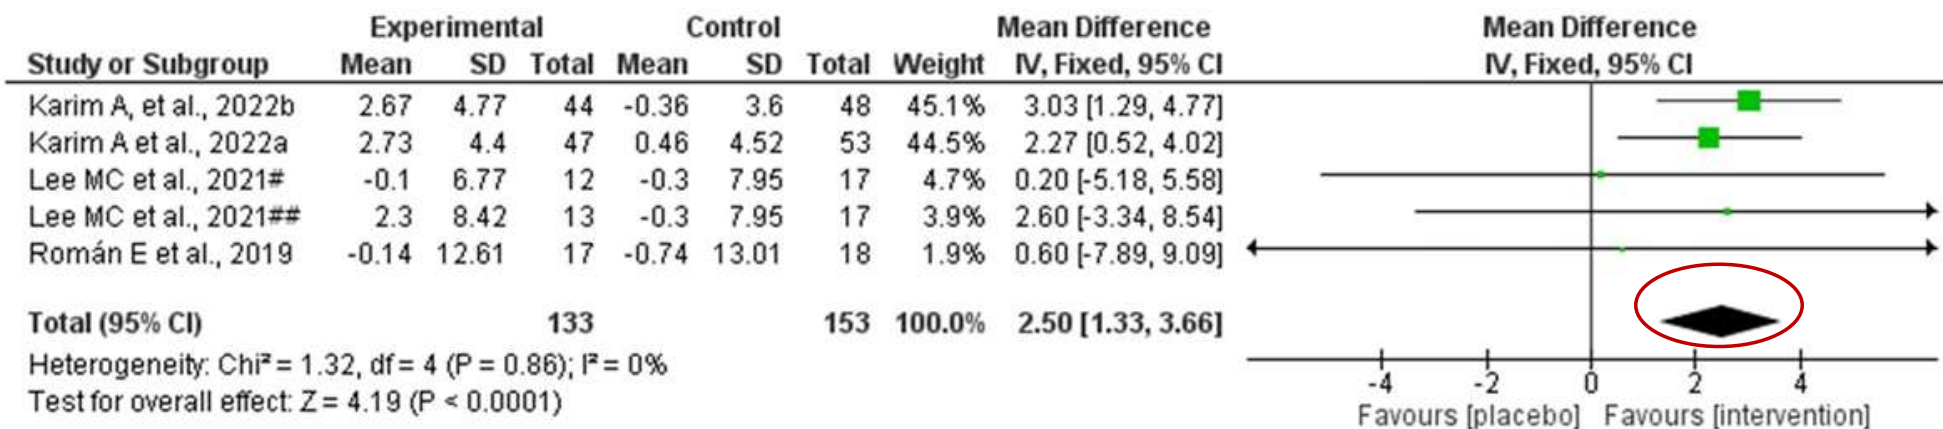 Experimental Control Mean Difference Mean Difference
Study or Subgroup Mean SD Total Mean SD Total Weight IV, Fixed, 95% CI IV, Fixed, 95% CI
Karim A, et al., 2022b 2.67 4.77 44 -0.36 3.6 48 45.1% 3.03 [1.29, 4.77]
Karim A et al., 2022a 2.73 4.4 47 0.46 4.52 53 44.5% 2.27 [0.52, 4.02]
Lee MC et al., 2021# -0.1 6.77 12 -0.3 7.95 17 4.7% 0.20 [-5.18, 5.58]
Lee MC et al., 2021## 2.3 8.42 13 -0.3 7.95 17 3.9% 2.60 [-3.34, 8.54]
Román E et al., 2019 -0.14 12.61 17 -0.74 13.01 18 1.9% 0.60 [-7.89, 9.09]
Total (95% CI) 133 153 100.0% 2.50 [1.33, 3.66]
Heterogeneity: Chi² = 1.32, df = 4 (P = 0.86); I² = 0%
Test for overall effect: Z = 4.19 (P < 0.0001)
-4 -2 0 2 4
Favours [placebo] Favours [intervention]